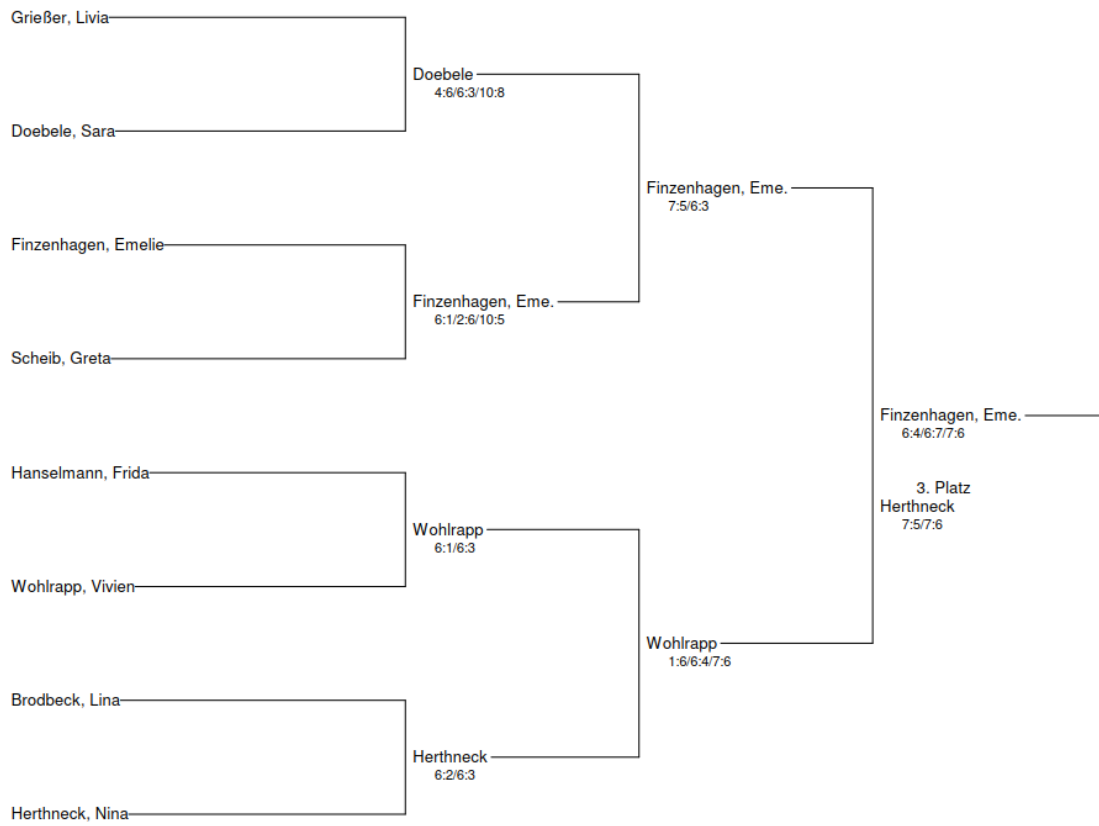 Grießer, Livia
Doebele
4:6/6:3/10:8
Doebele, Sara
Finzenhagen, Eme.
7:5/6:3
Finzenhagen, Emelie
Finzenhagen, Eme.
6:1/2:6/10:5
Scheib, Greta
Finzenhagen, Eme.
6:4/6:7/7:6
Hanselmann, Frida
3. Platz
Herthneck
7:5/7:6
Wohlrapp
6:1/6:3
Wohlrapp, Vivien
Wohlrapp
1:6/6:4/7:6
Brodbeck, Lina
Herthneck
6:2/6:3
Herthneck, Nina